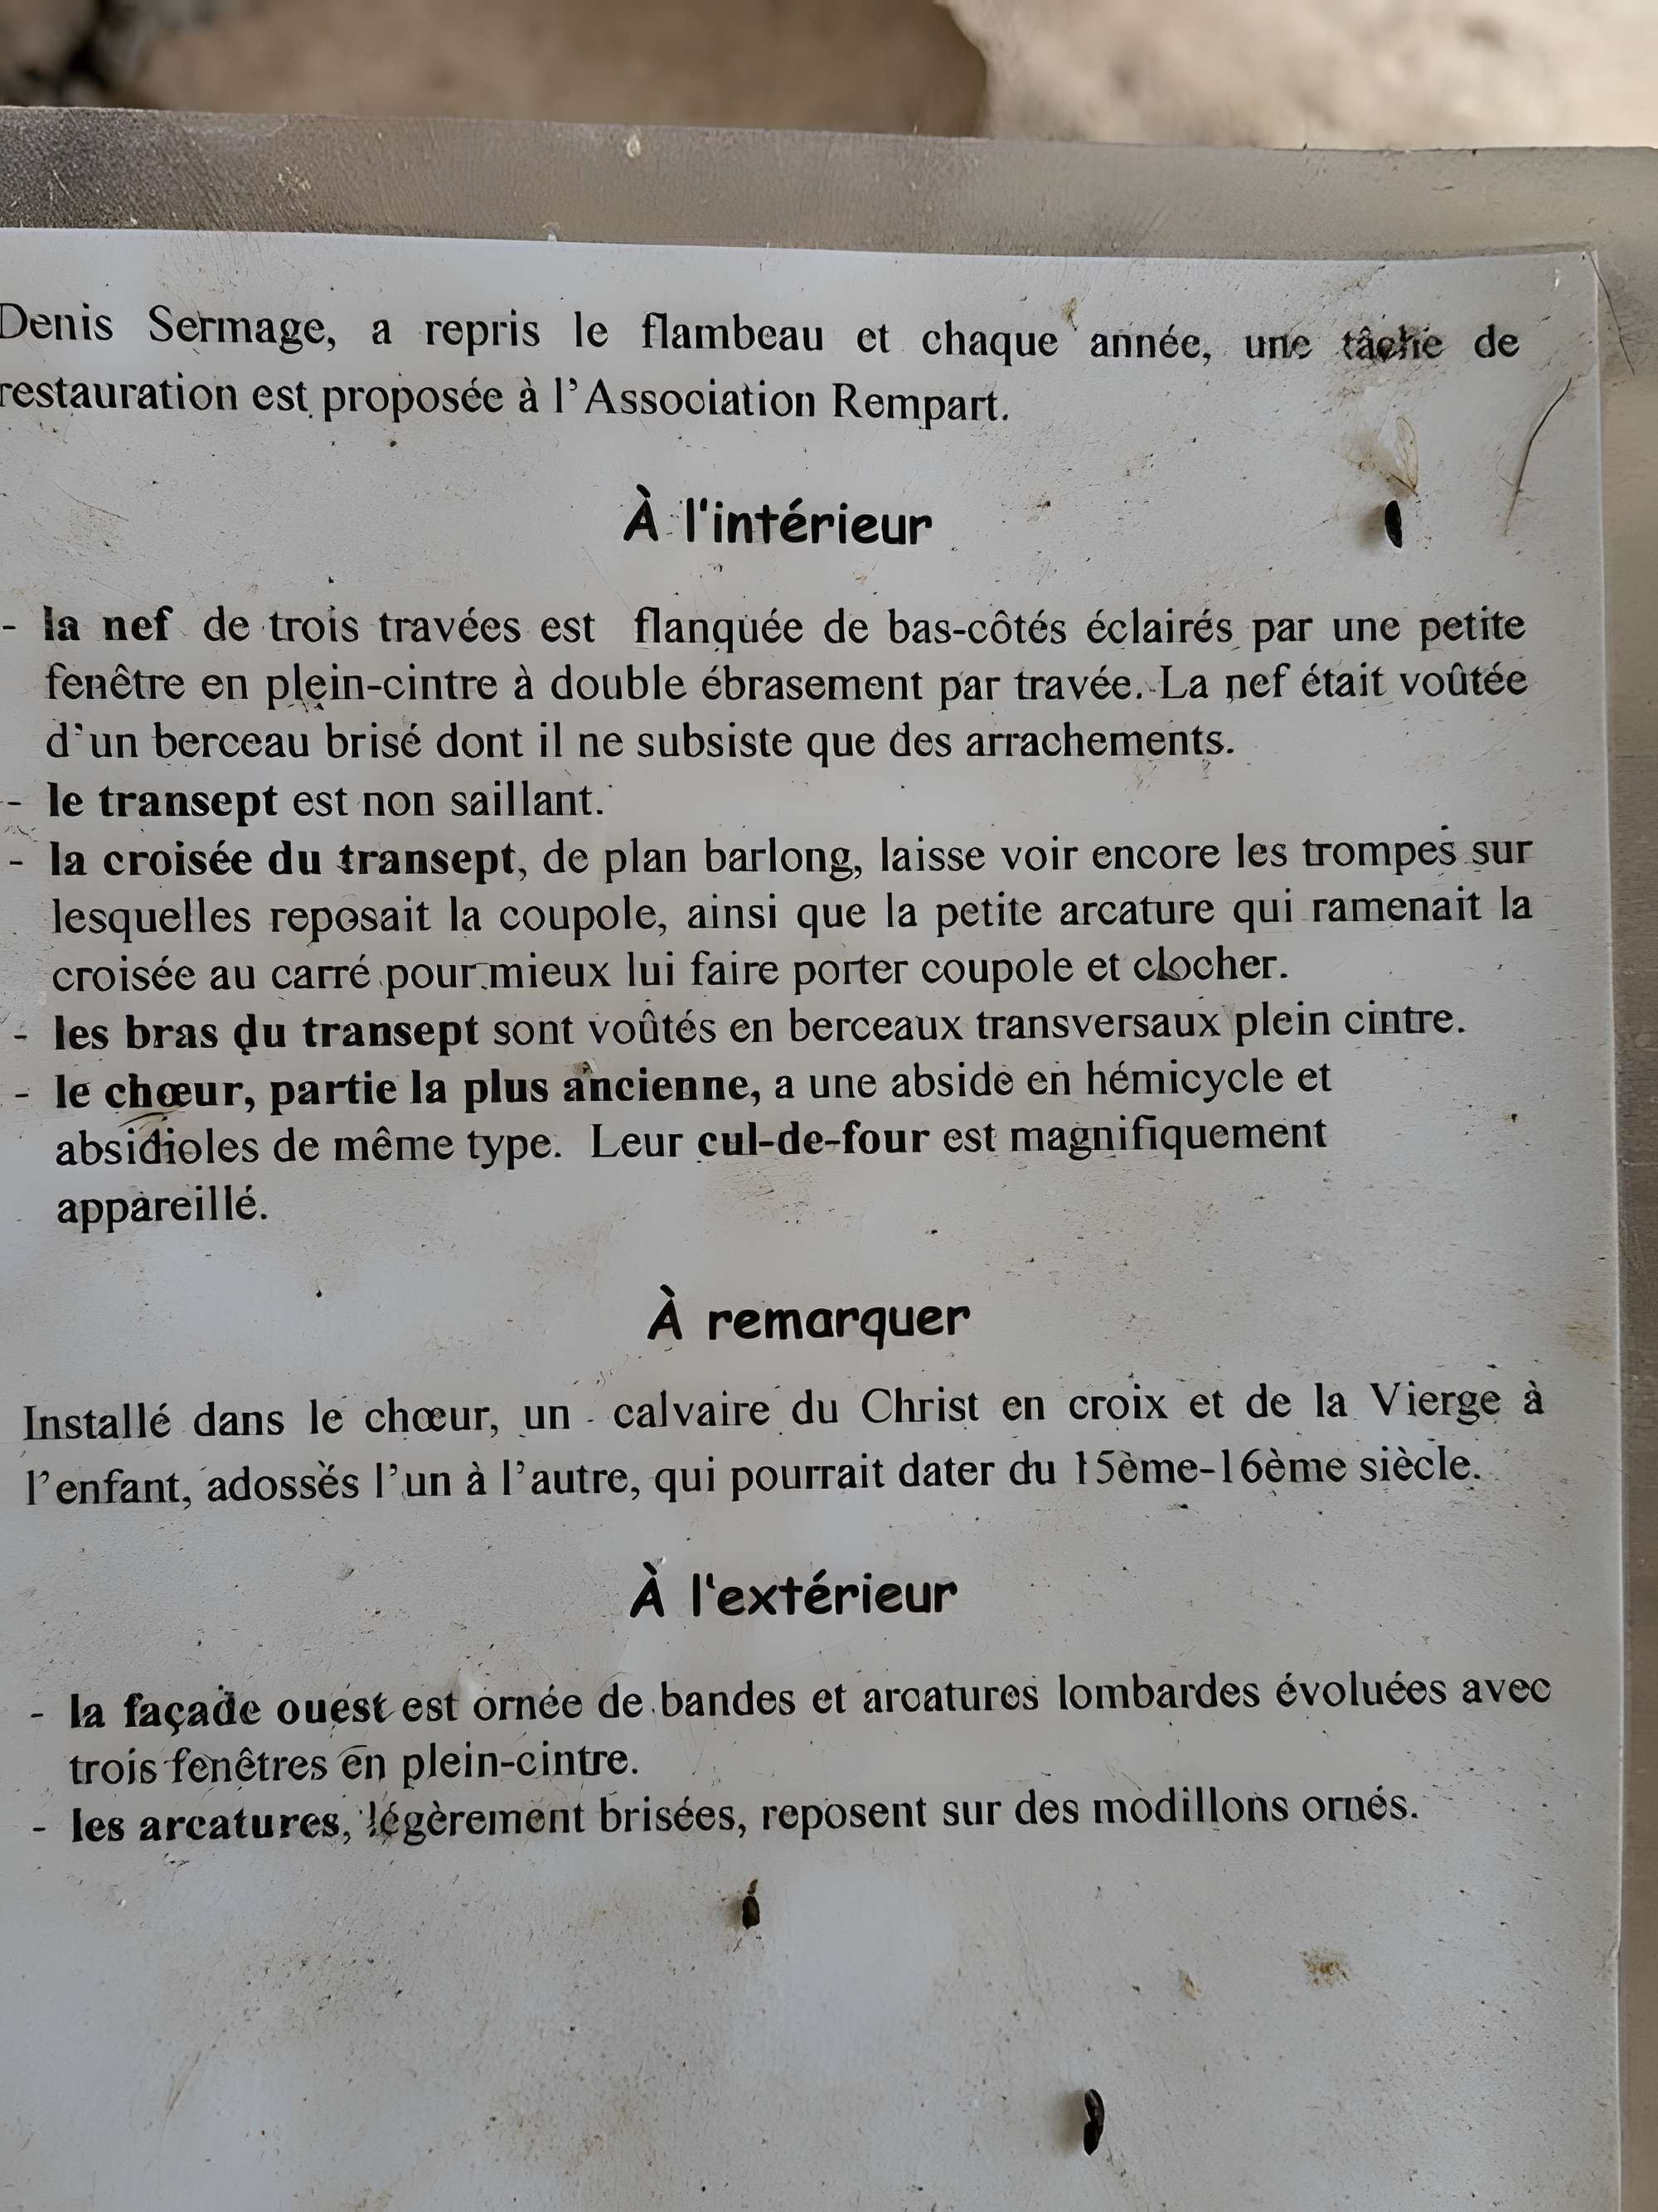 Denis Sermage, a repris le flambeau et chaque année, une tâche de
restauration est proposée à l'Association Rempart.
À l'intérieur
- la nef de trois travées est flanquée de bas-côtés éclairés par une petite
fenêtre en plein-cintre à double ébrasement par travée. La nef était voûtée
d'un berceau brisé dont il ne subsiste que des arrachements.
- le transept est non saillant.
- la croisée du transept, de plan barlong, laisse voir encore les trompes sur
lesquelles reposait la coupole, ainsi que la petite arcature qui ramenait la
croisée au carré pour mieux lui faire porter coupole et clocher.
- les bras du transept sont voûtés en berceaux transversaux plein cintre.
- le chœur, partie la plus ancienne, a une abside en hémicycle et
absidioles de même type. Leur cul-de-four est magnifiquement
appareillé.
À remarquer
Installé dans le chœur, un calvaire du Christ en croix et de la Vierge à
l'enfant, adossés l'un à l'autre, qui pourrait dater du 15ème-16ème siècle.
À l'extérieur
- la façade ouest est ornée de bandes et arcatures lombardes évoluées avec
trois fenêtres en plein-cintre.
- les arcatures, légèrement brisées, reposent sur des modillons ornés.